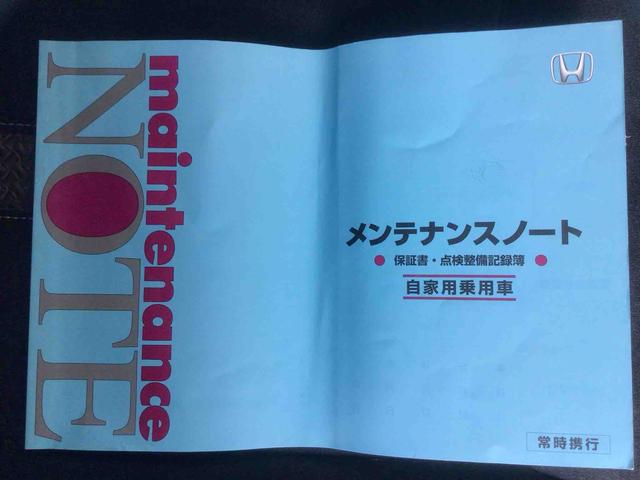 maintenance
NOTE
メンテナンスノート
● 保証書・点検整備記録簿 ●
自家用乗用車
常時携行